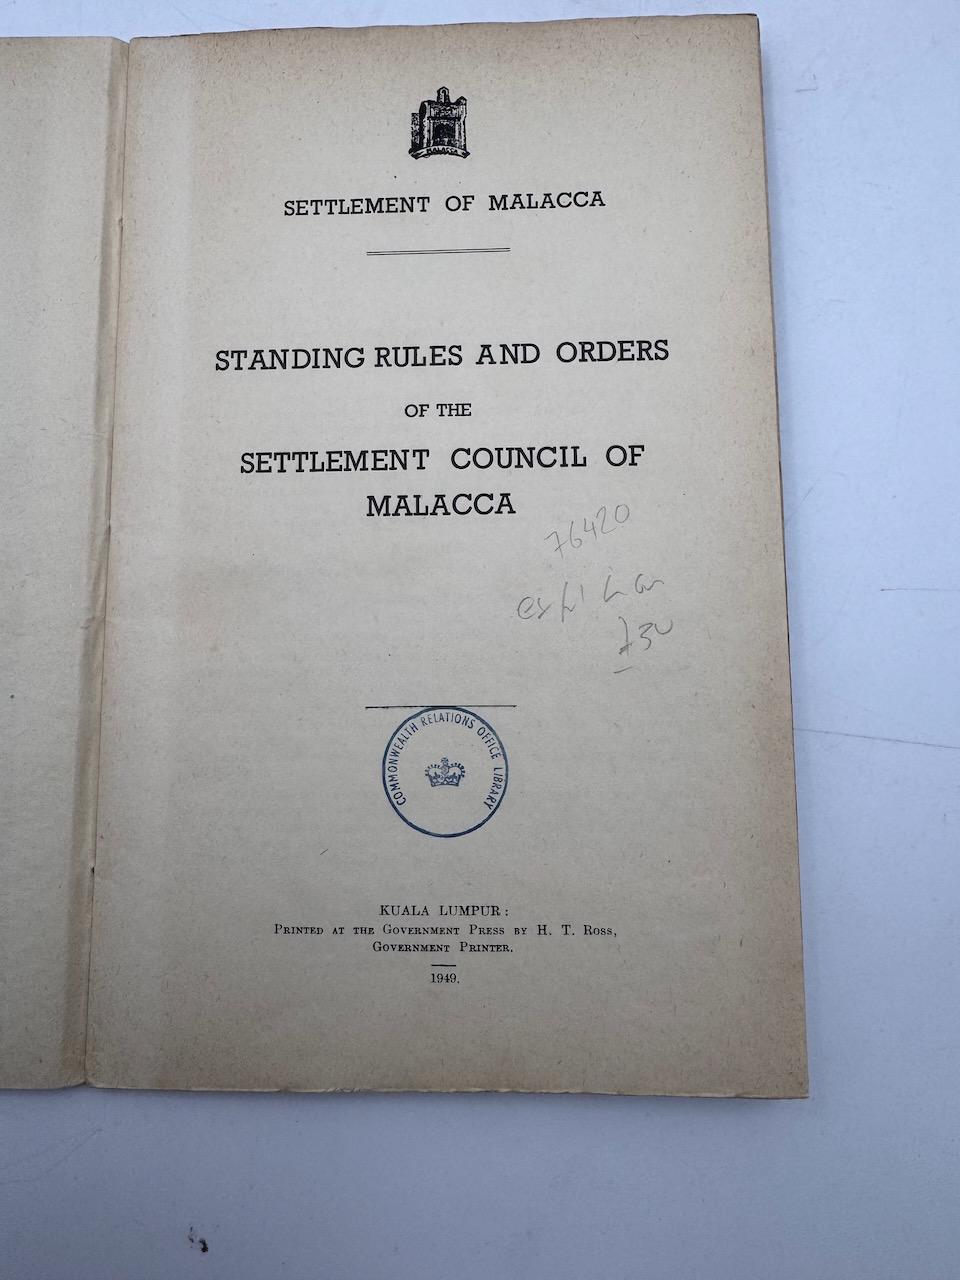 MALACCA
SETTLEMENT OF MALACCA
STANDING RULES AND ORDERS
OF THE
SETTLEMENT COUNCIL OF
MALACCA
76420
COMMONWEALTH RELATIONS OFFICE LIBRARY
KUALA LUMPUR:
PRINTED AT THE GOVERNMENT PRESS BY H. T. ROSS,
GOVERNMENT PRINTER.
1949.